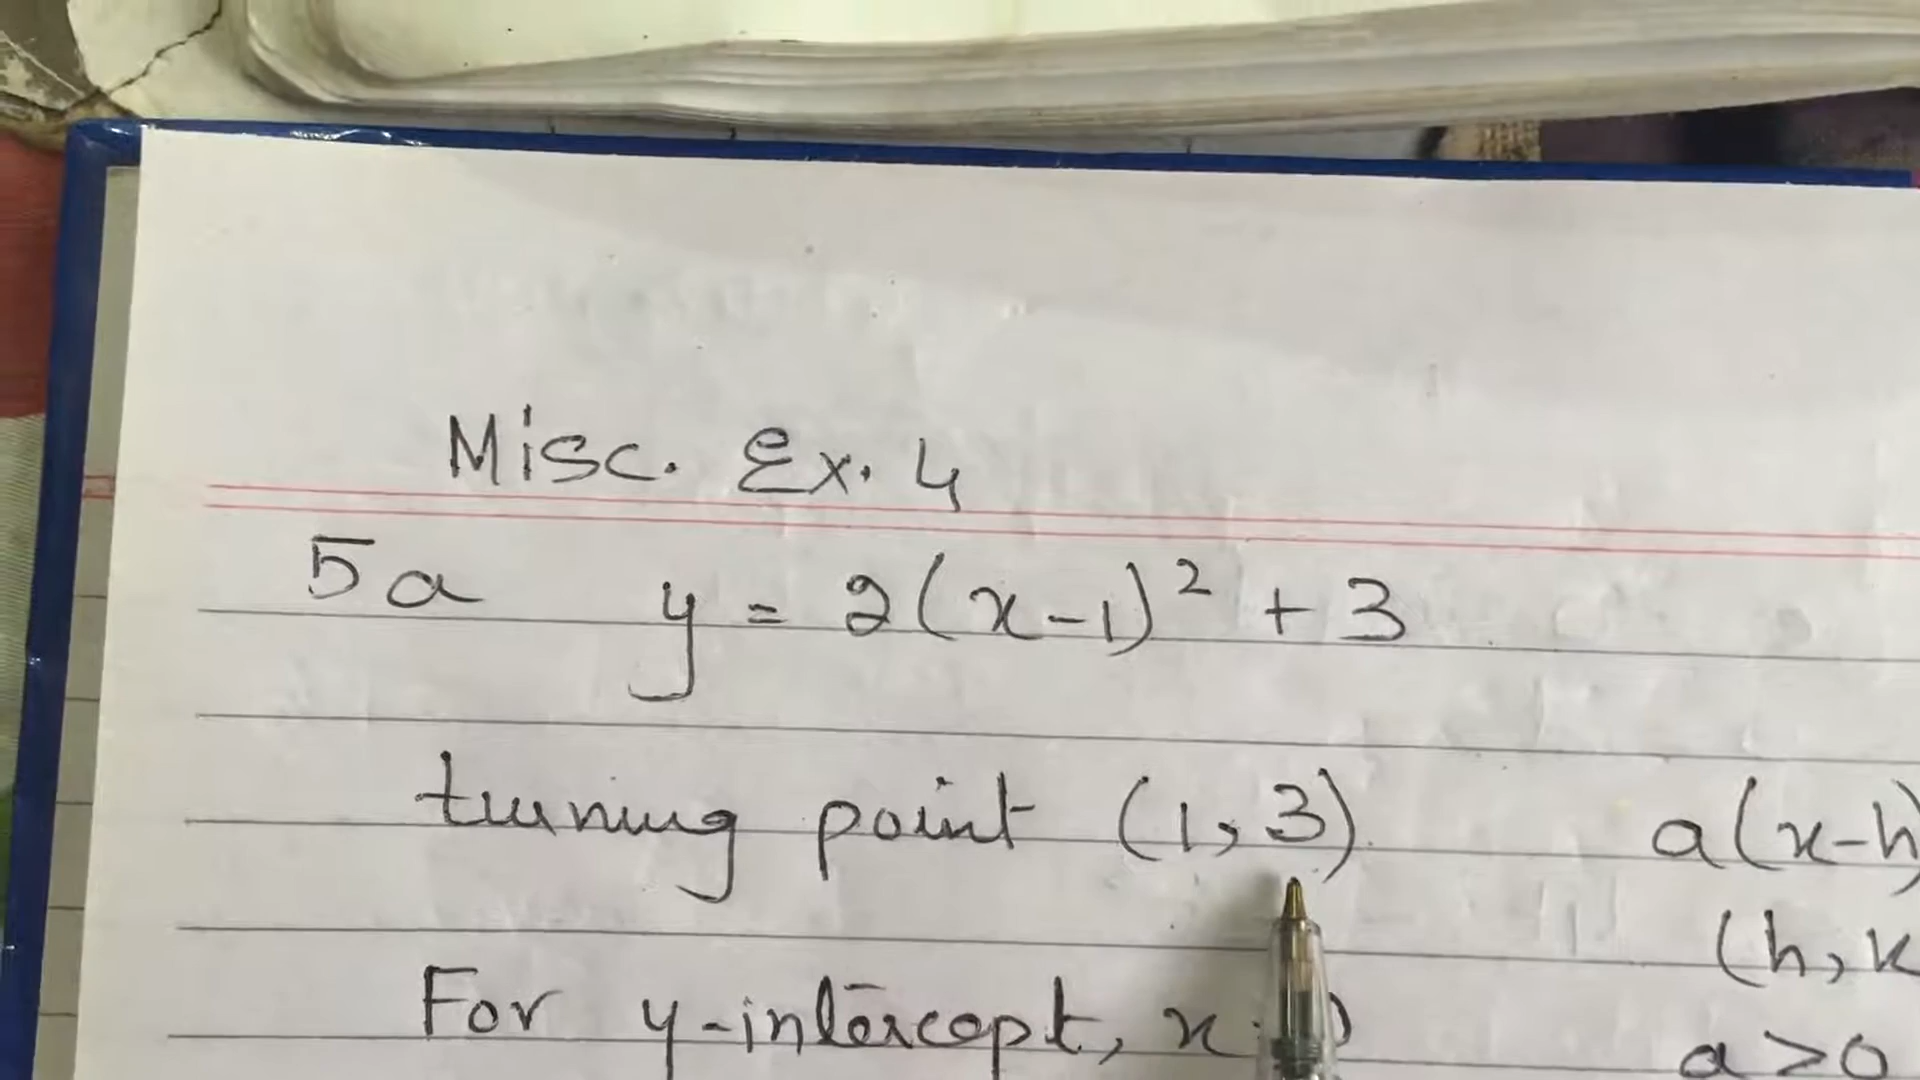 Misc. Ex. 4
5a y = 2(x-1)² + 3
turning point (1, 3)
a(x-h)
(h, k
For y-intercept, x
a>0